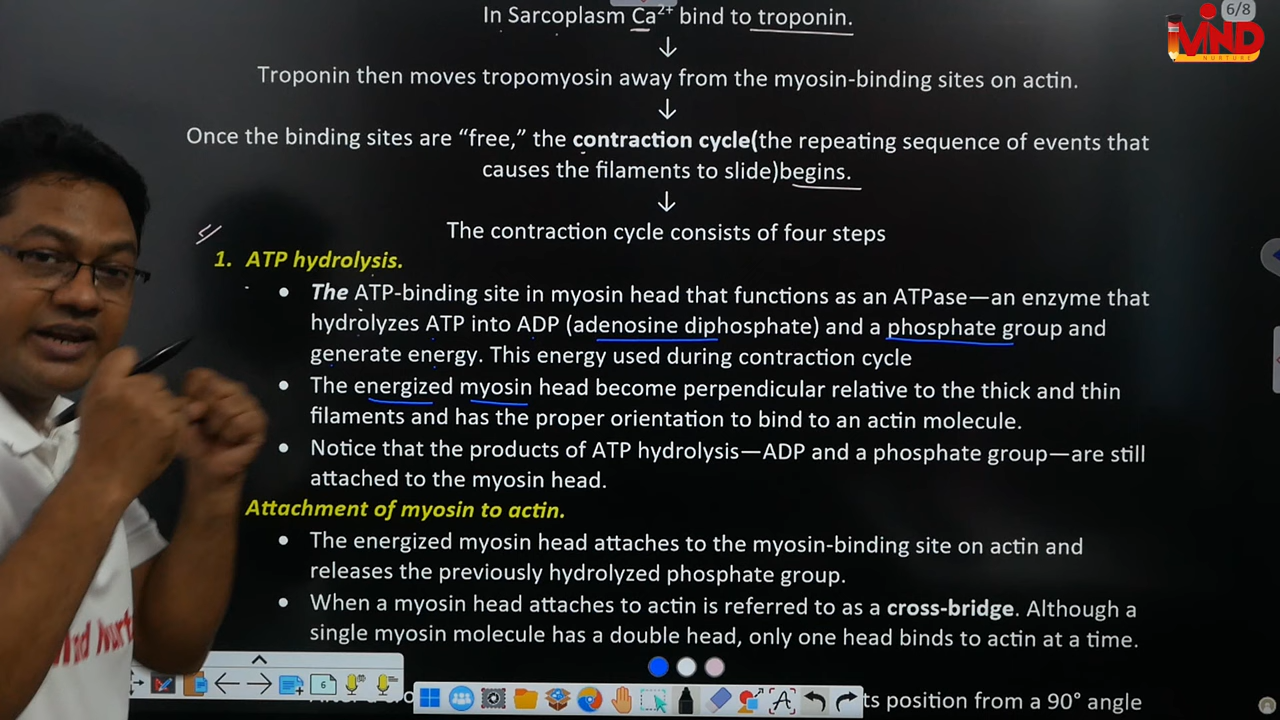 6/8
MIND
NURTURE
In Sarcoplasm Ca²⁺ bind to troponin.
↓
Troponin then moves tropomyosin away from the myosin-binding sites on actin.
↓
Once the binding sites are “free,” the contraction cycle(the repeating sequence of events that
causes the filaments to slide)begins.
↓
The contraction cycle consists of four steps
1. ATP hydrolysis.
• The ATP-binding site in myosin head that functions as an ATPase—an enzyme that
hydrolyzes ATP into ADP (adenosine diphosphate) and a phosphate group and
generate energy. This energy used during contraction cycle
• The energized myosin head become perpendicular relative to the thick and thin
filaments and has the proper orientation to bind to an actin molecule.
• Notice that the products of ATP hydrolysis—ADP and a phosphate group—are still
attached to the myosin head.
Attachment of myosin to actin.
• The energized myosin head attaches to the myosin-binding site on actin and
releases the previously hydrolyzed phosphate group.
• When a myosin head attaches to actin is referred to as a cross-bridge. Although a
single myosin molecule has a double head, only one head binds to actin at a time.
6
position from a 90° angle